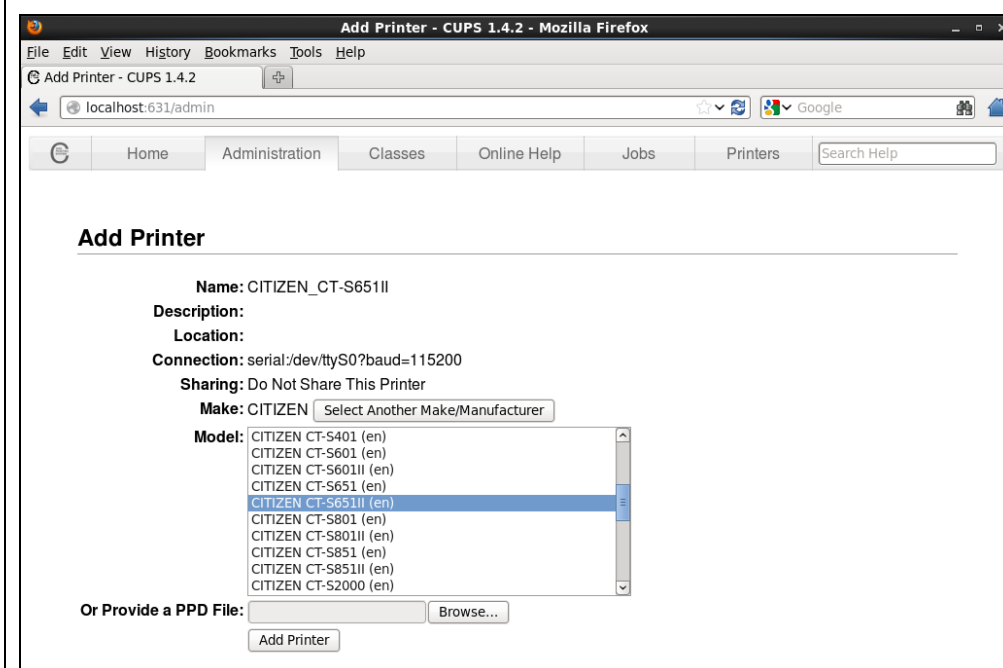 Add Printer - CUPS 1.4.2 - Mozilla Firefox
File Edit View History Bookmarks Tools Help
Add Printer - CUPS 1.4.2
localhost:631/admin Google
Home Administration Classes Online Help Jobs Printers Search Help
Add Printer
Name: CITIZEN_CT-S651II
Description:
Location:
Connection: serial:/dev/ttyS0?baud=115200
Sharing: Do Not Share This Printer
Make: CITIZEN Select Another Make/Manufacturer
Model: CITIZEN CT-S401 (en)
CITIZEN CT-S601 (en)
CITIZEN CT-S601II (en)
CITIZEN CT-S651 (en)
CITIZEN CT-S651II (en)
CITIZEN CT-S801 (en)
CITIZEN CT-S801II (en)
CITIZEN CT-S851 (en)
CITIZEN CT-S851II (en)
CITIZEN CT-S2000 (en)
Or Provide a PPD File: Browse...
Add Printer